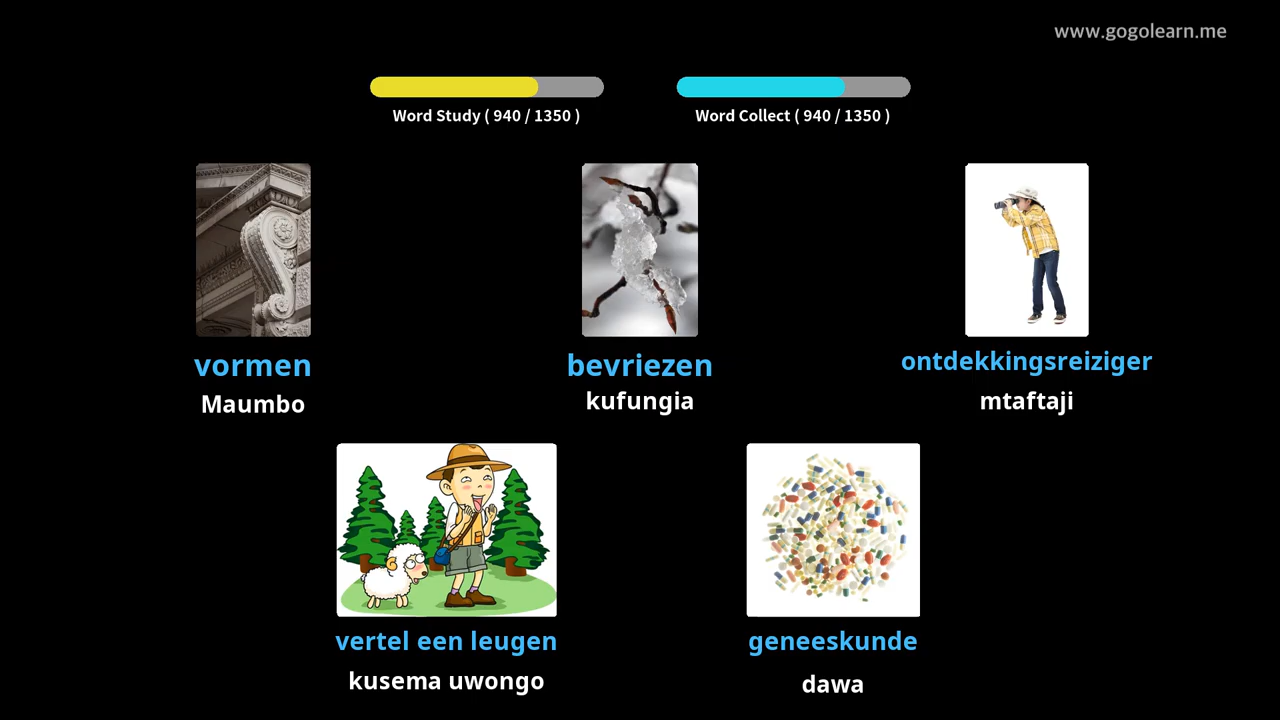 www.gogolearn.me
Word Study ( 940 / 1350 )
Word Collect ( 940 / 1350 )
vormen
Maumbo
bevriezen
kufungia
ontdekkingsreiziger
mtaftaji
vertel een leugen
kusema uwongo
geneeskunde
dawa